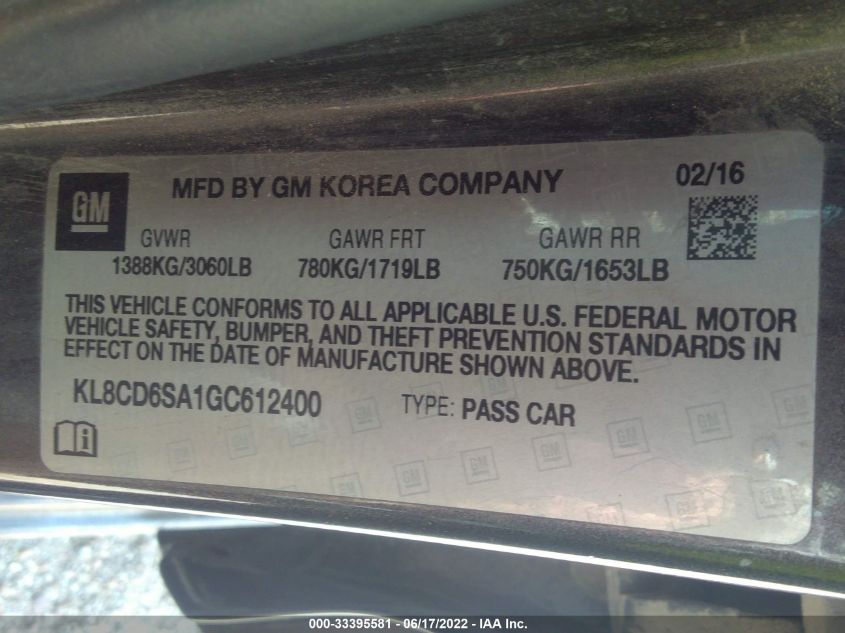 GM
MFD BY GM KOREA COMPANY
02/16
GVWR GAWR FRT GAWR RR
1388KG/3060LB 780KG/1719LB 750KG/1653LB
THIS VEHICLE CONFORMS TO ALL APPLICABLE U.S. FEDERAL MOTOR
VEHICLE SAFETY, BUMPER, AND THEFT PREVENTION STANDARDS IN
EFFECT ON THE DATE OF MANUFACTURE SHOWN ABOVE.
KL8CD6SA1GC612400 TYPE: PASS CAR
000-33395581 - 06/17/2022 - IAA Inc.